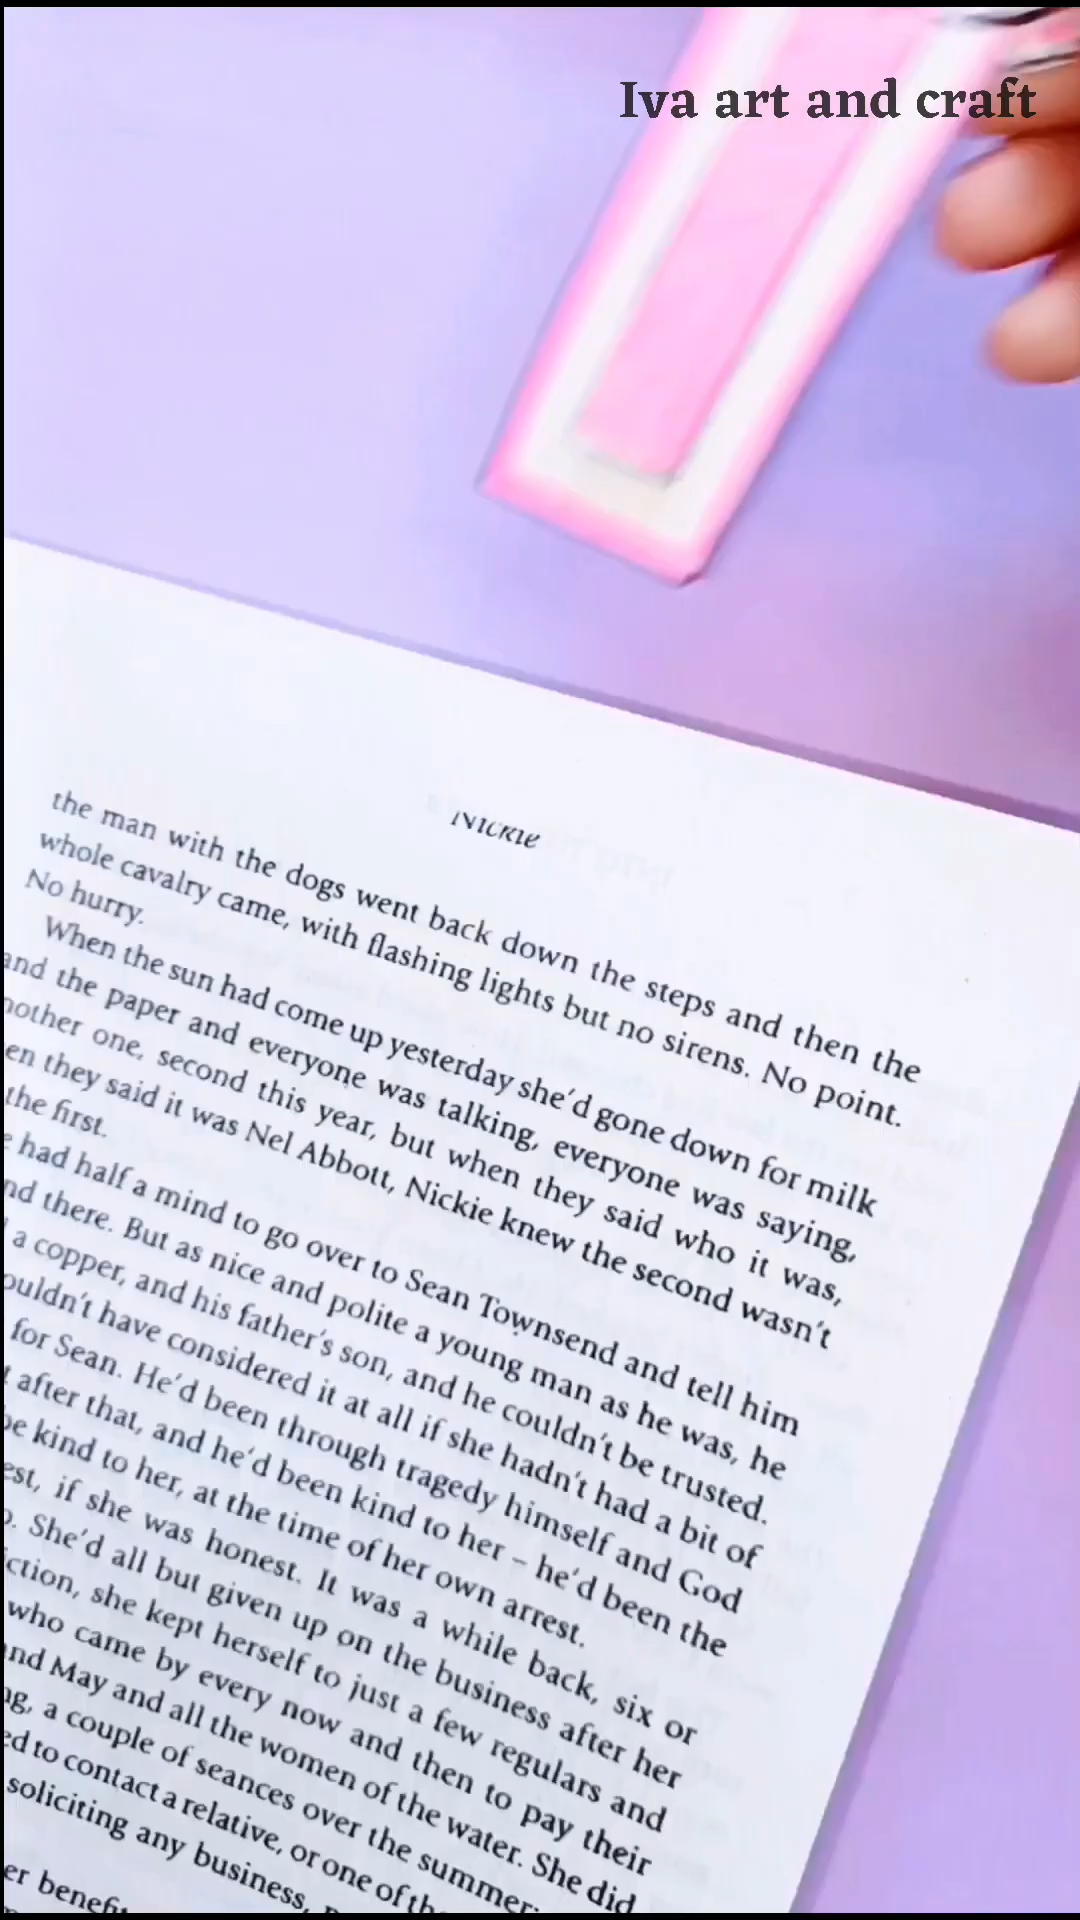 Iva art and craft
Nickie
the man with the dogs went back down the steps and then the
whole cavalry came, with flashing lights but no sirens. No point.
No hurry.
When the sun had come up yesterday she'd gone down for milk
and the paper and everyone was talking, everyone was saying,
nother one, second this year, but when they said who it was,
en they said it was Nel Abbott, Nickie knew the second wasn't
the first.
had half a mind to go over to Sean Townsend and tell him
nd there. But as nice and polite a young man as he was, he
a copper, and his father's son, and he couldn't be trusted.
ouldn't have considered it at all if she hadn't had a bit of
for Sean. He'd been through tragedy himself and God
t after that, and he'd been kind to her – he'd been the
be kind to her, at the time of her own arrest.
est, if she was honest. It was a while back, six or
o. She'd all but given up on the business after her
iction, she kept herself to just a few regulars and
who came by every now and then to pay their
and May and all the women of the water. She did
ng, a couple of seances over the summer;
ed to contact a relative, or one of the
soliciting any business,
er benefit